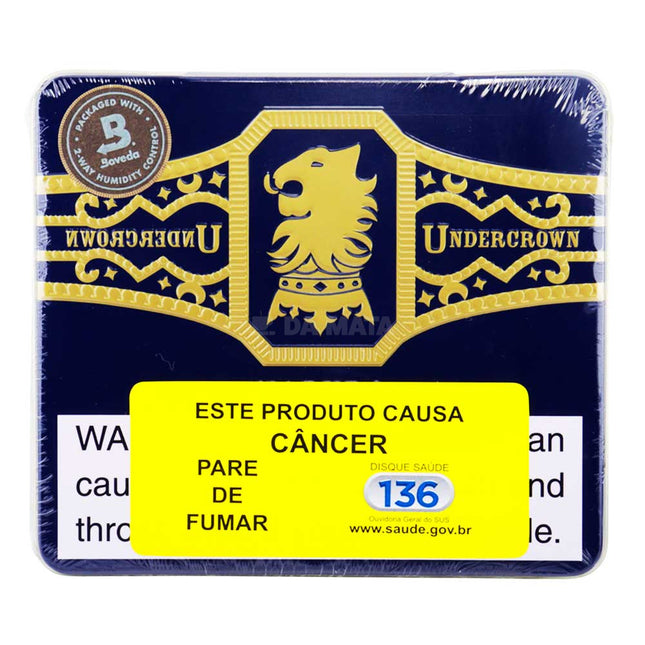 PACKAGED WITH
B
Boveda
2-WAY HUMIDITY CONTROL
UNDERCROWN
UNDERCROWN
DA MATA
ESTE PRODUTO CAUSA
CÂNCER
PARE
DE
FUMAR
DISQUE SAÚDE
136
Ouvidoria Geral do SUS
www.saude.gov.br
WA
an
cau
nd
thro
le.